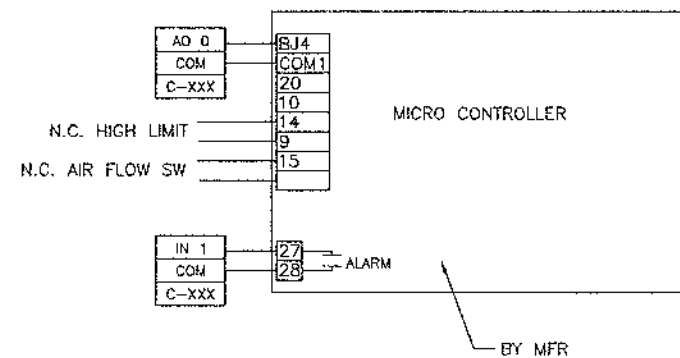 AO 0
COM
C-XXX
BJ4
COM1
20
10
14
9
15
N.C. HIGH LIMIT
N.C. AIR FLOW SW
MICRO CONTROLLER
IN 1
COM
C-XXX
27
28
ALARM
BY MFR